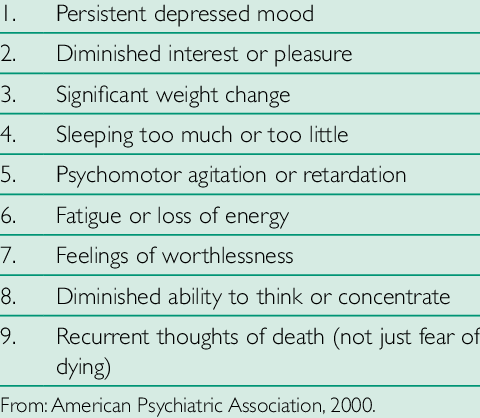 1. Persistent depressed mood
2. Diminished interest or pleasure
3. Significant weight change
4. Sleeping too much or too little
5. Psychomotor agitation or retardation
6. Fatigue or loss of energy
7. Feelings of worthlessness
8. Diminished ability to think or concentrate
9. Recurrent thoughts of death (not just fear of
dying)
From: American Psychiatric Association, 2000.